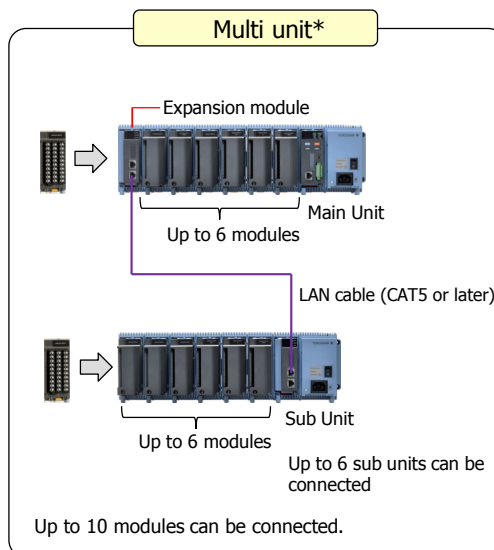 Multi unit*
Expansion module
Main Unit
Up to 6 modules
LAN cable (CAT5 or later)
Sub Unit
Up to 6 modules
Up to 6 sub units can be
connected
Up to 10 modules can be connected.